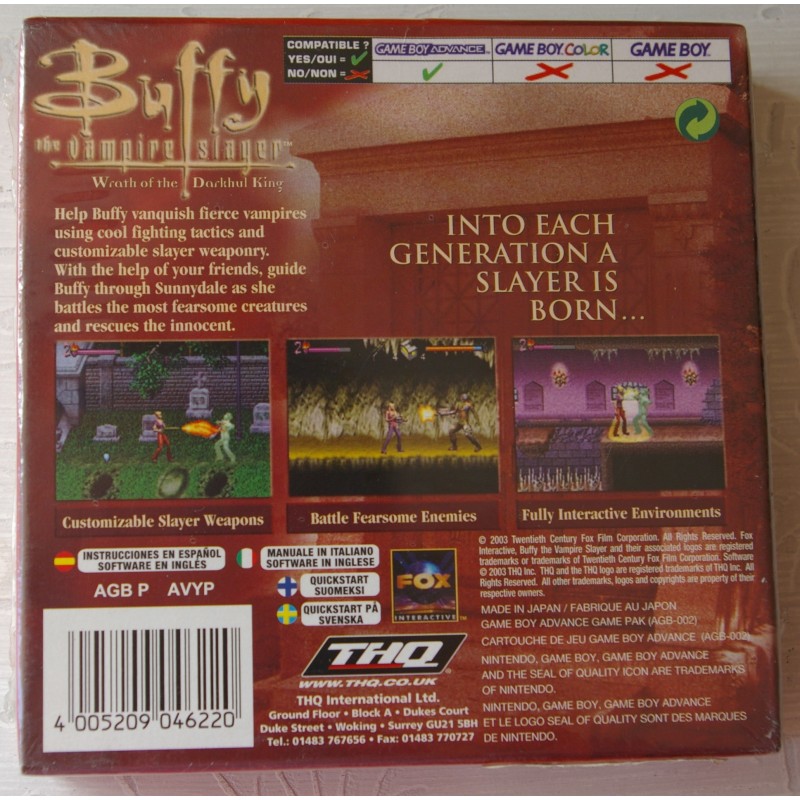 Buffy
the vampire slayer™
Wrath of the Darkhul King
COMPATIBLE ?
YES/OUI =
NO/NON =
GAME BOY ADVANCE™
GAME BOY COLOR
GAME BOY™
Help Buffy vanquish fierce vampires
using cool fighting tactics and
customizable slayer weaponry.
With the help of your friends, guide
Buffy through Sunnydale as she
battles the most fearsome creatures
and rescues the innocent.
INTO EACH
GENERATION A
SLAYER IS
BORN...
Customizable Slayer Weapons
Battle Fearsome Enemies
Fully Interactive Environments
INSTRUCCIONES EN ESPAÑOL
SOFTWARE EN INGLÉS
MANUALE IN ITALIANO
SOFTWARE IN INGLESE
AGB P AVYP
QUICKSTART
SUOMEKSI
QUICKSTART PÅ
SVENSKA
FOX
INTERACTIVE™
© 2003 Twentieth Century Fox Film Corporation. All Rights Reserved. Fox
Interactive, Buffy the Vampire Slayer and their associated logos are registered
trademarks or trademarks of Twentieth Century Fox Film Corporation. Software
© 2003 THQ Inc. THQ and the THQ logo are registered trademarks of THQ Inc.
All Rights Reserved. All other trademarks, logos and copyrights are property of their
respective owners.
MADE IN JAPAN / FABRIQUE AU JAPON
GAME BOY ADVANCE GAME PAK (AGB-002)
CARTOUCHE DE JEU GAME BOY ADVANCE (AGB-002)
NINTENDO, GAME BOY, GAME BOY ADVANCE
AND THE SEAL OF QUALITY ICON ARE TRADEMARKS
OF NINTENDO.
NINTENDO, GAME BOY, GAME BOY ADVANCE
ET LE LOGO SEAL OF QUALITY SONT DES MARQUES
DE NINTENDO.
THQ
WWW.THQ.CO.UK
THQ International Ltd.
Ground Floor • Block A • Dukes Court
Duke Street • Woking • Surrey GU21 5BH
Tel.: 01483 767656 • Fax: 01483 770727
4 005209 046220